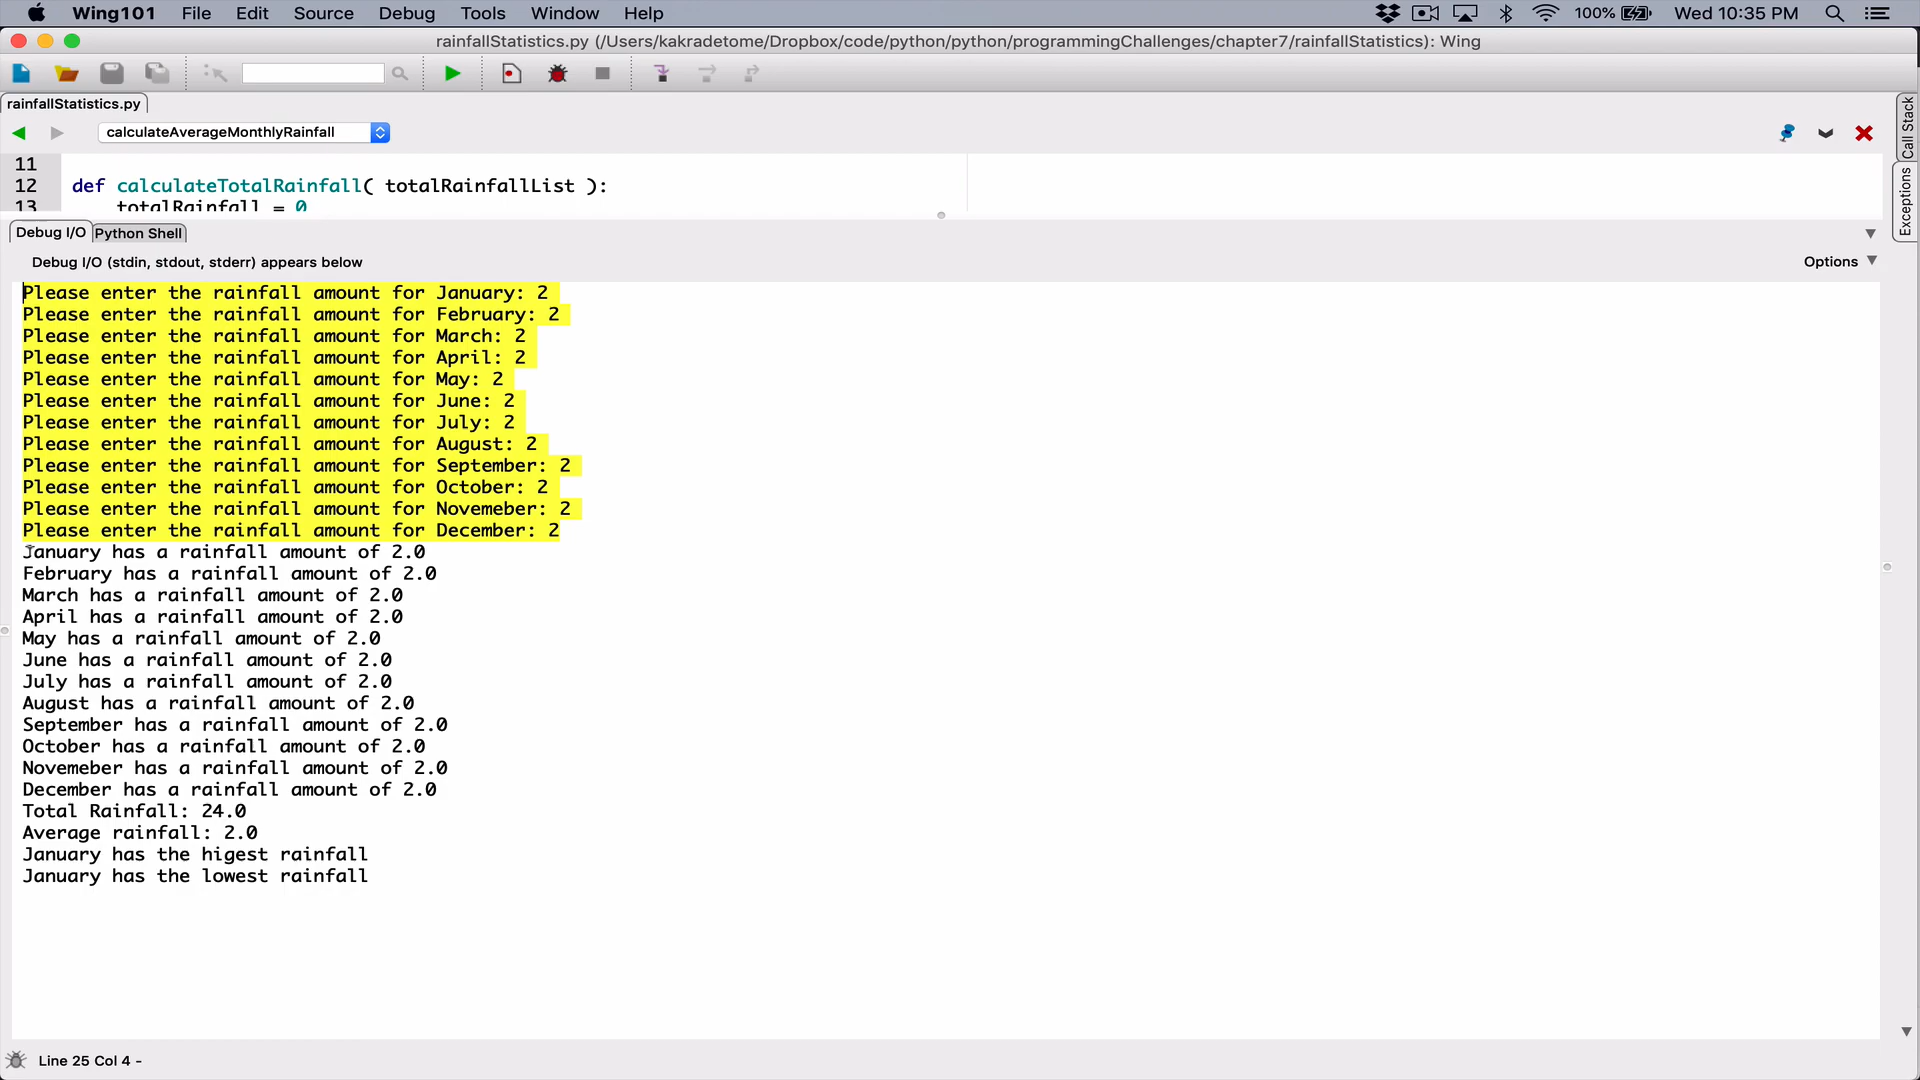 Wing101 File Edit Source Debug Tools Window Help 100% Wed 10:35 PM
rainfallStatistics.py (/Users/kakradetome/Dropbox/code/python/python/programmingChallenges/chapter7/rainfallStatistics): Wing
rainfallStatistics.py
calculateAverageMonthlyRainfall
Call Stack
Exceptions
11
12 def calculateTotalRainfall( totalRainfallList ):
13 totalRainfall = 0
Debug I/O Python Shell
Debug I/O (stdin, stdout, stderr) appears below Options
Please enter the rainfall amount for January: 2
Please enter the rainfall amount for February: 2
Please enter the rainfall amount for March: 2
Please enter the rainfall amount for April: 2
Please enter the rainfall amount for May: 2
Please enter the rainfall amount for June: 2
Please enter the rainfall amount for July: 2
Please enter the rainfall amount for August: 2
Please enter the rainfall amount for September: 2
Please enter the rainfall amount for October: 2
Please enter the rainfall amount for Novemeber: 2
Please enter the rainfall amount for December: 2
January has a rainfall amount of 2.0
February has a rainfall amount of 2.0
March has a rainfall amount of 2.0
April has a rainfall amount of 2.0
May has a rainfall amount of 2.0
June has a rainfall amount of 2.0
July has a rainfall amount of 2.0
August has a rainfall amount of 2.0
September has a rainfall amount of 2.0
October has a rainfall amount of 2.0
Novemeber has a rainfall amount of 2.0
December has a rainfall amount of 2.0
Total Rainfall: 24.0
Average rainfall: 2.0
January has the higest rainfall
January has the lowest rainfall
Line 25 Col 4 -